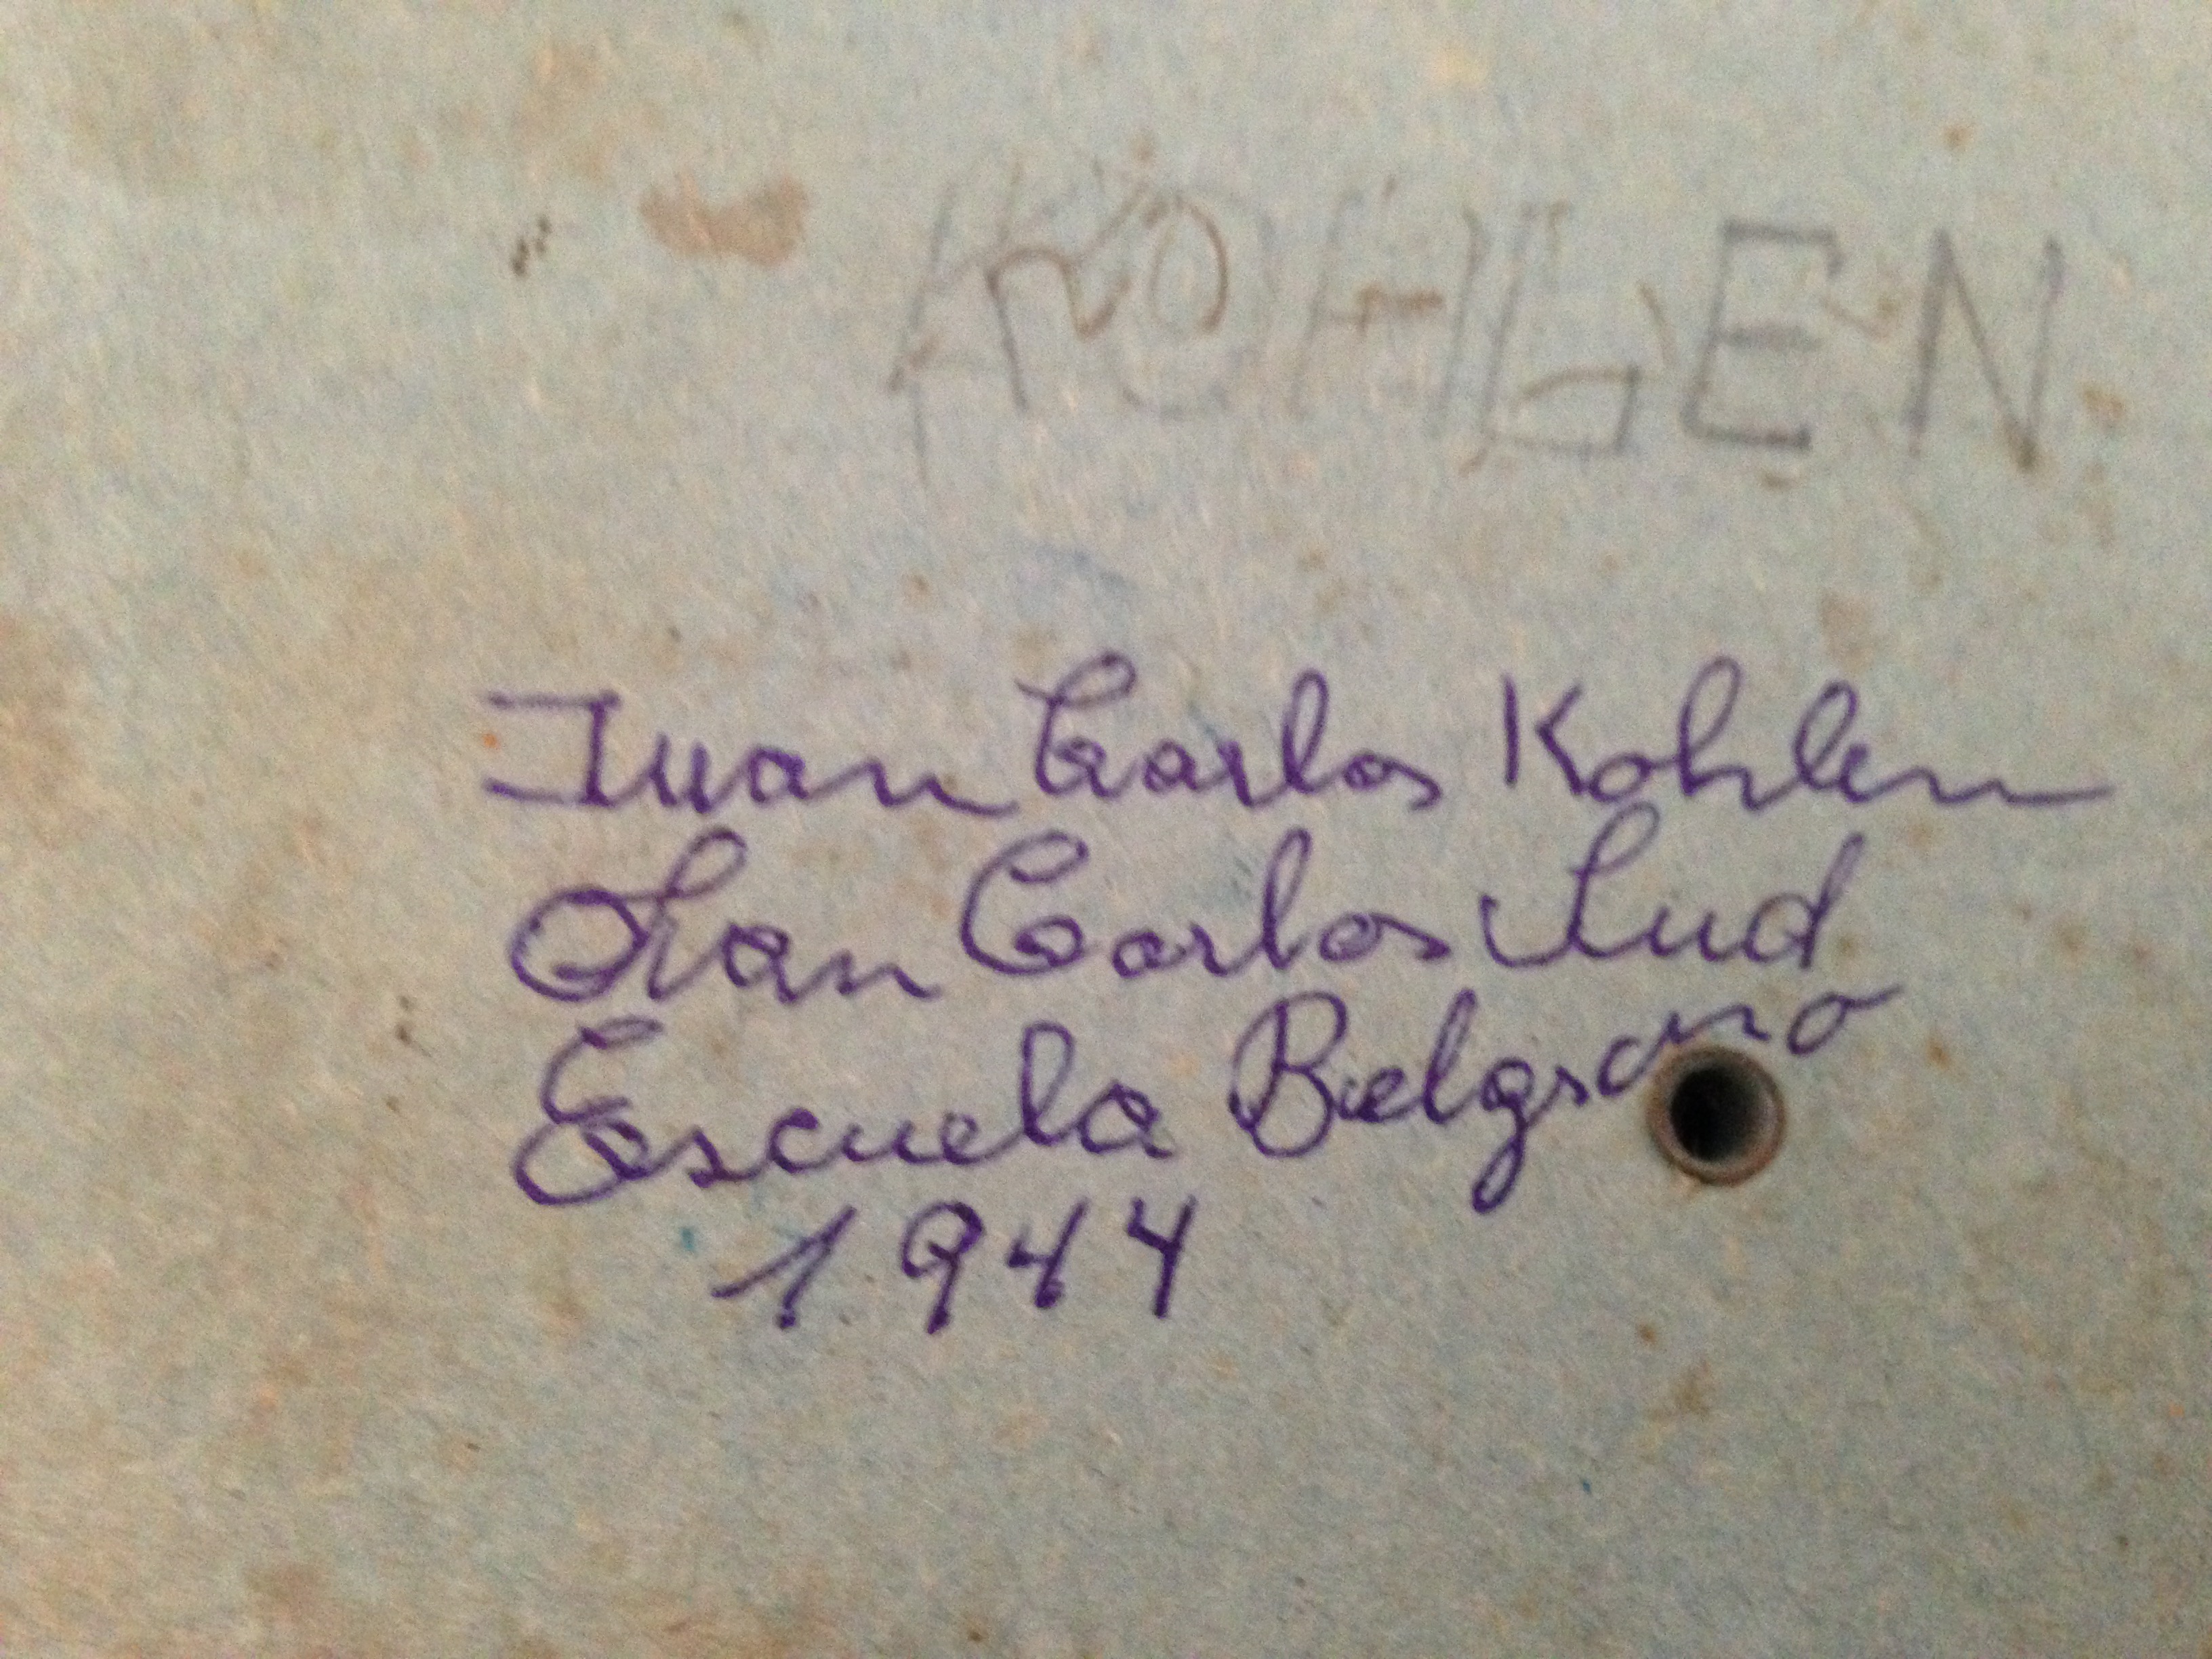 KOHLEN
Juan Carlos Kohlen
San Carlos Sud
Escuela Belgrano
1944